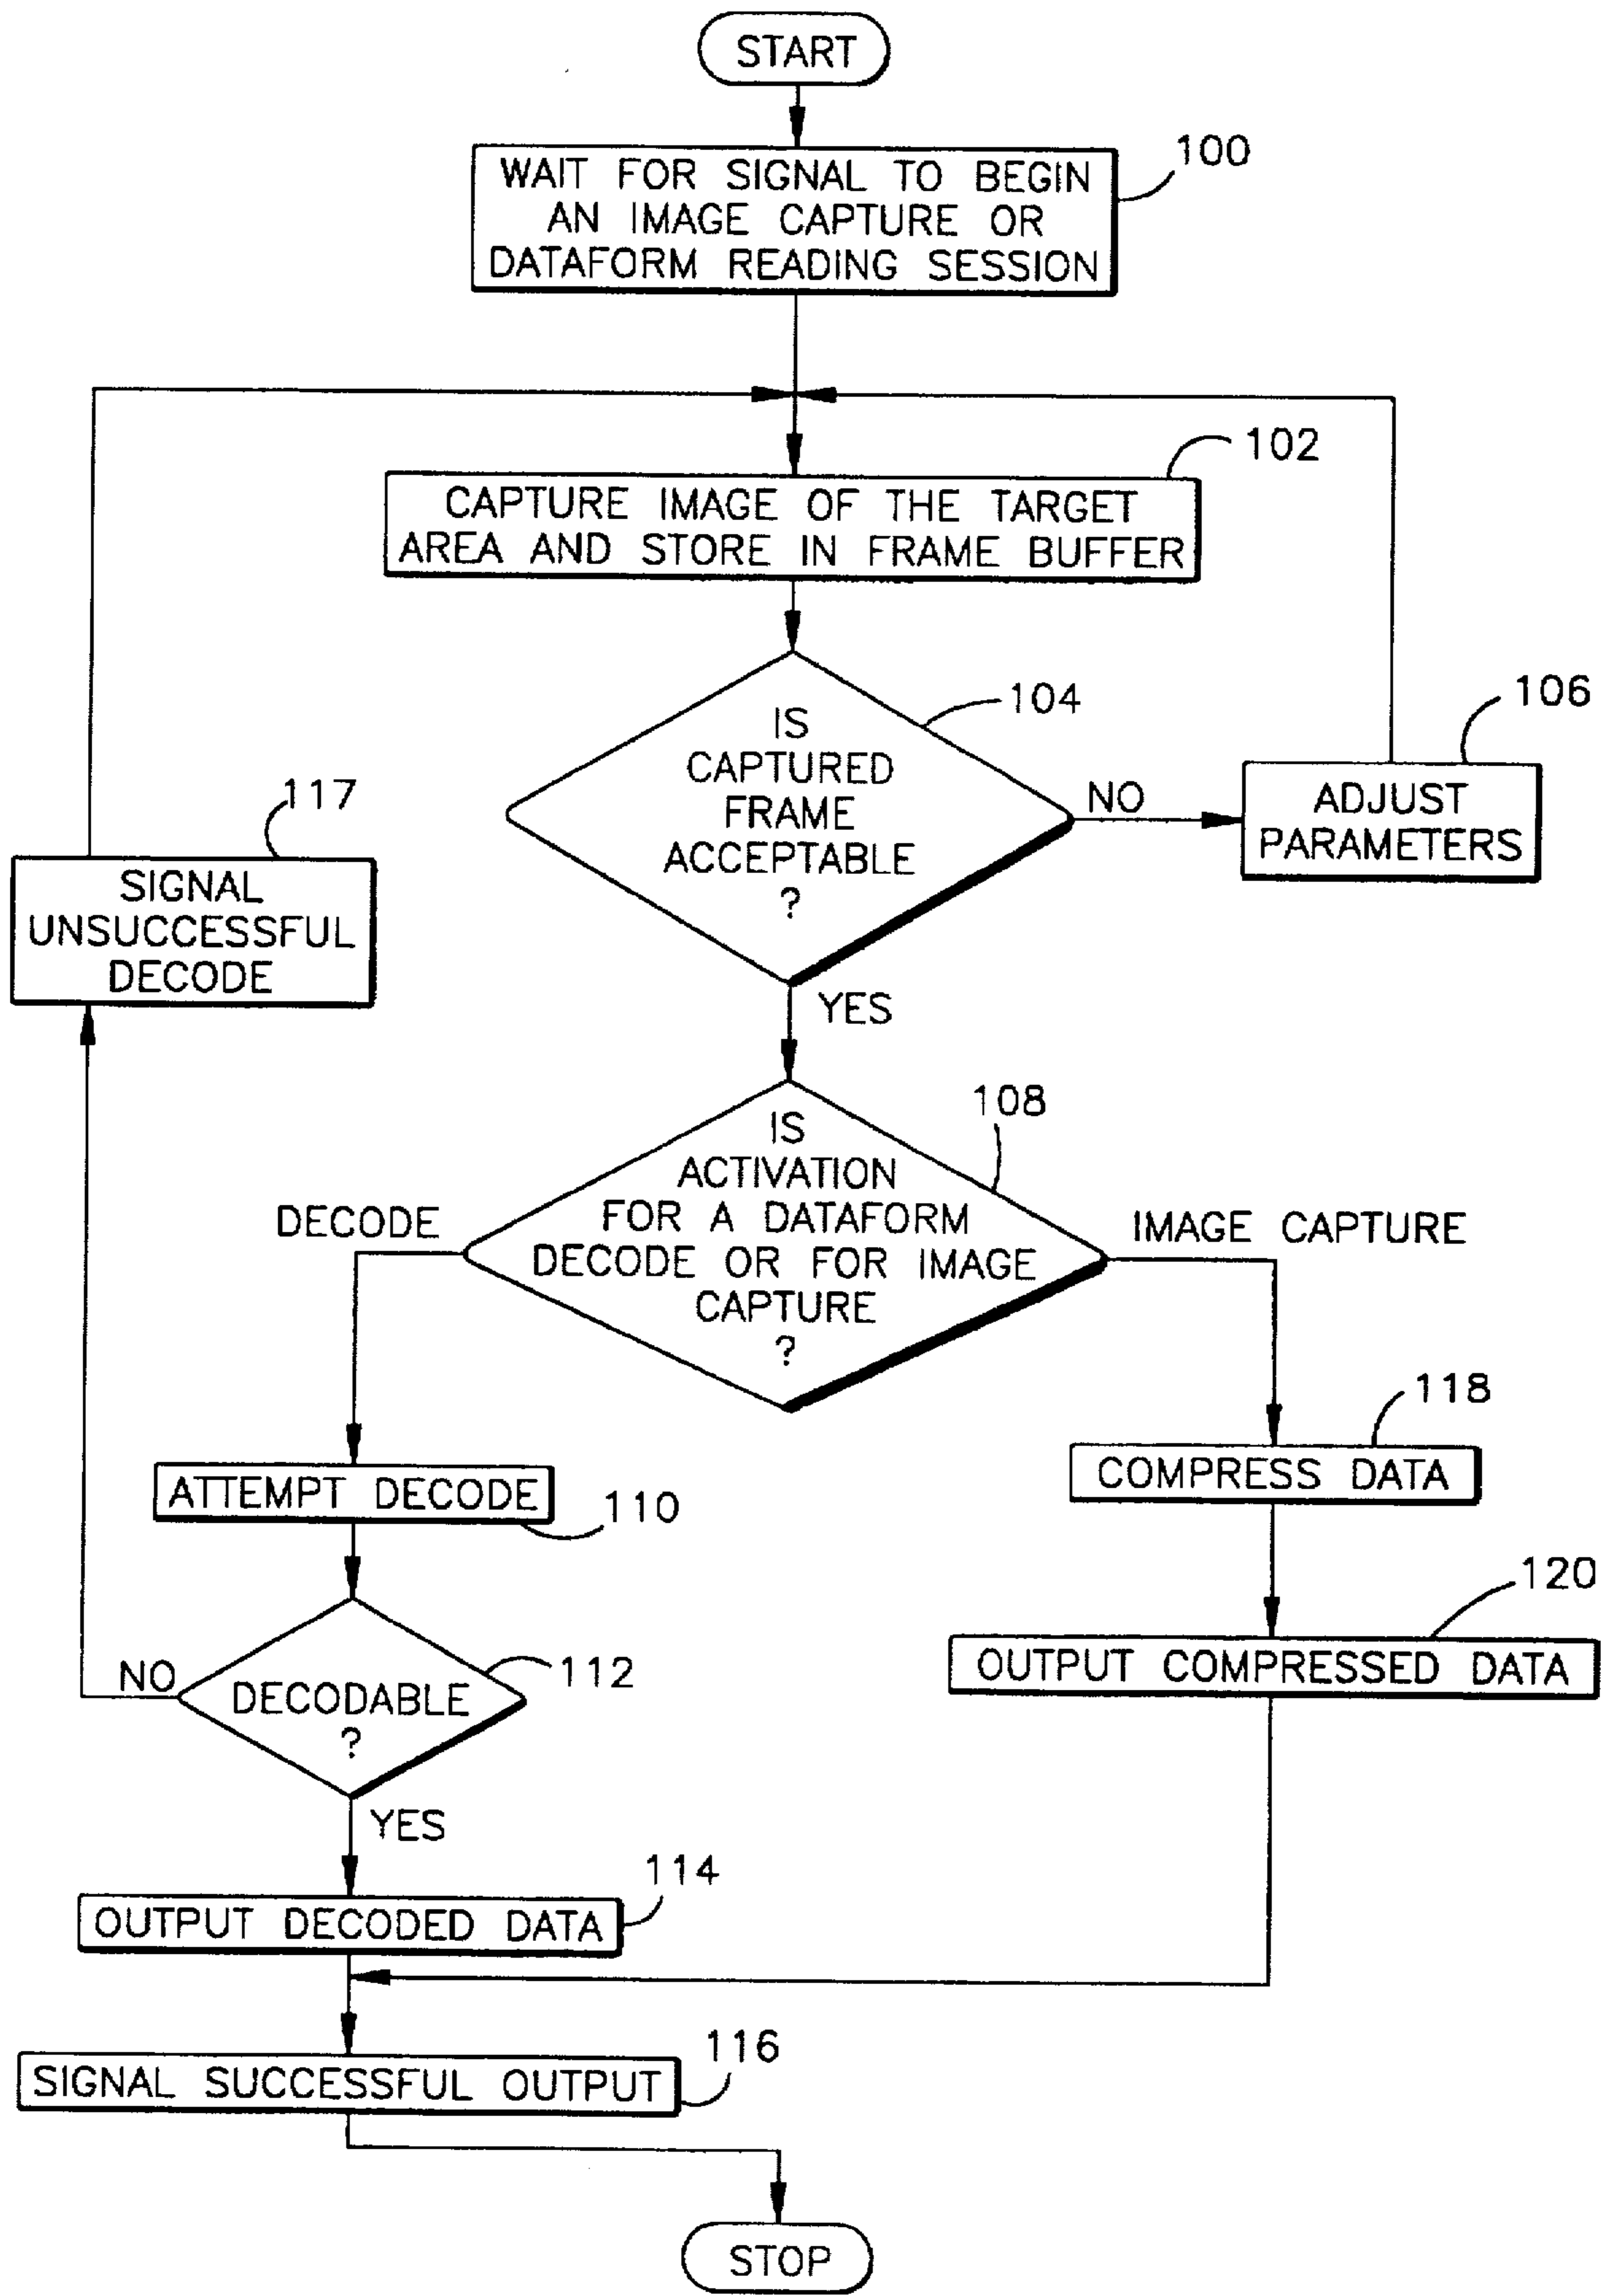 START
100
WAIT FOR SIGNAL TO BEGIN
AN IMAGE CAPTURE OR
DATAFORM READING SESSION
102
CAPTURE IMAGE OF THE TARGET
AREA AND STORE IN FRAME BUFFER
104
IS
CAPTURED
FRAME
ACCEPTABLE
?
NO
106
ADJUST
PARAMETERS
117
SIGNAL
UNSUCCESSFUL
DECODE
YES
108
IS
ACTIVATION
FOR A DATAFORM
DECODE OR FOR IMAGE
CAPTURE
?
DECODE
IMAGE CAPTURE
118
COMPRESS DATA
ATTEMPT DECODE
110
120
OUTPUT COMPRESSED DATA
112
DECODABLE
?
NO
YES
114
OUTPUT DECODED DATA
116
SIGNAL SUCCESSFUL OUTPUT
STOP